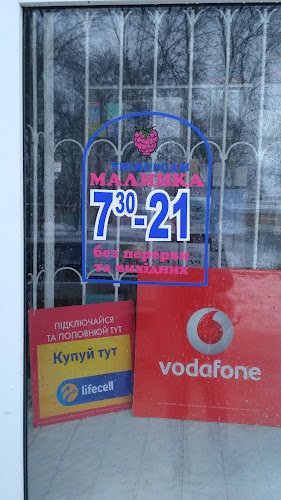 МАЛИНКА
7³⁰-21
без перерви
та вихідних
ПІДКЛЮЧАЙСЯ
ТА ПОПОВНЮЙ ТУТ
Купуй тут
lifecell
vodafone